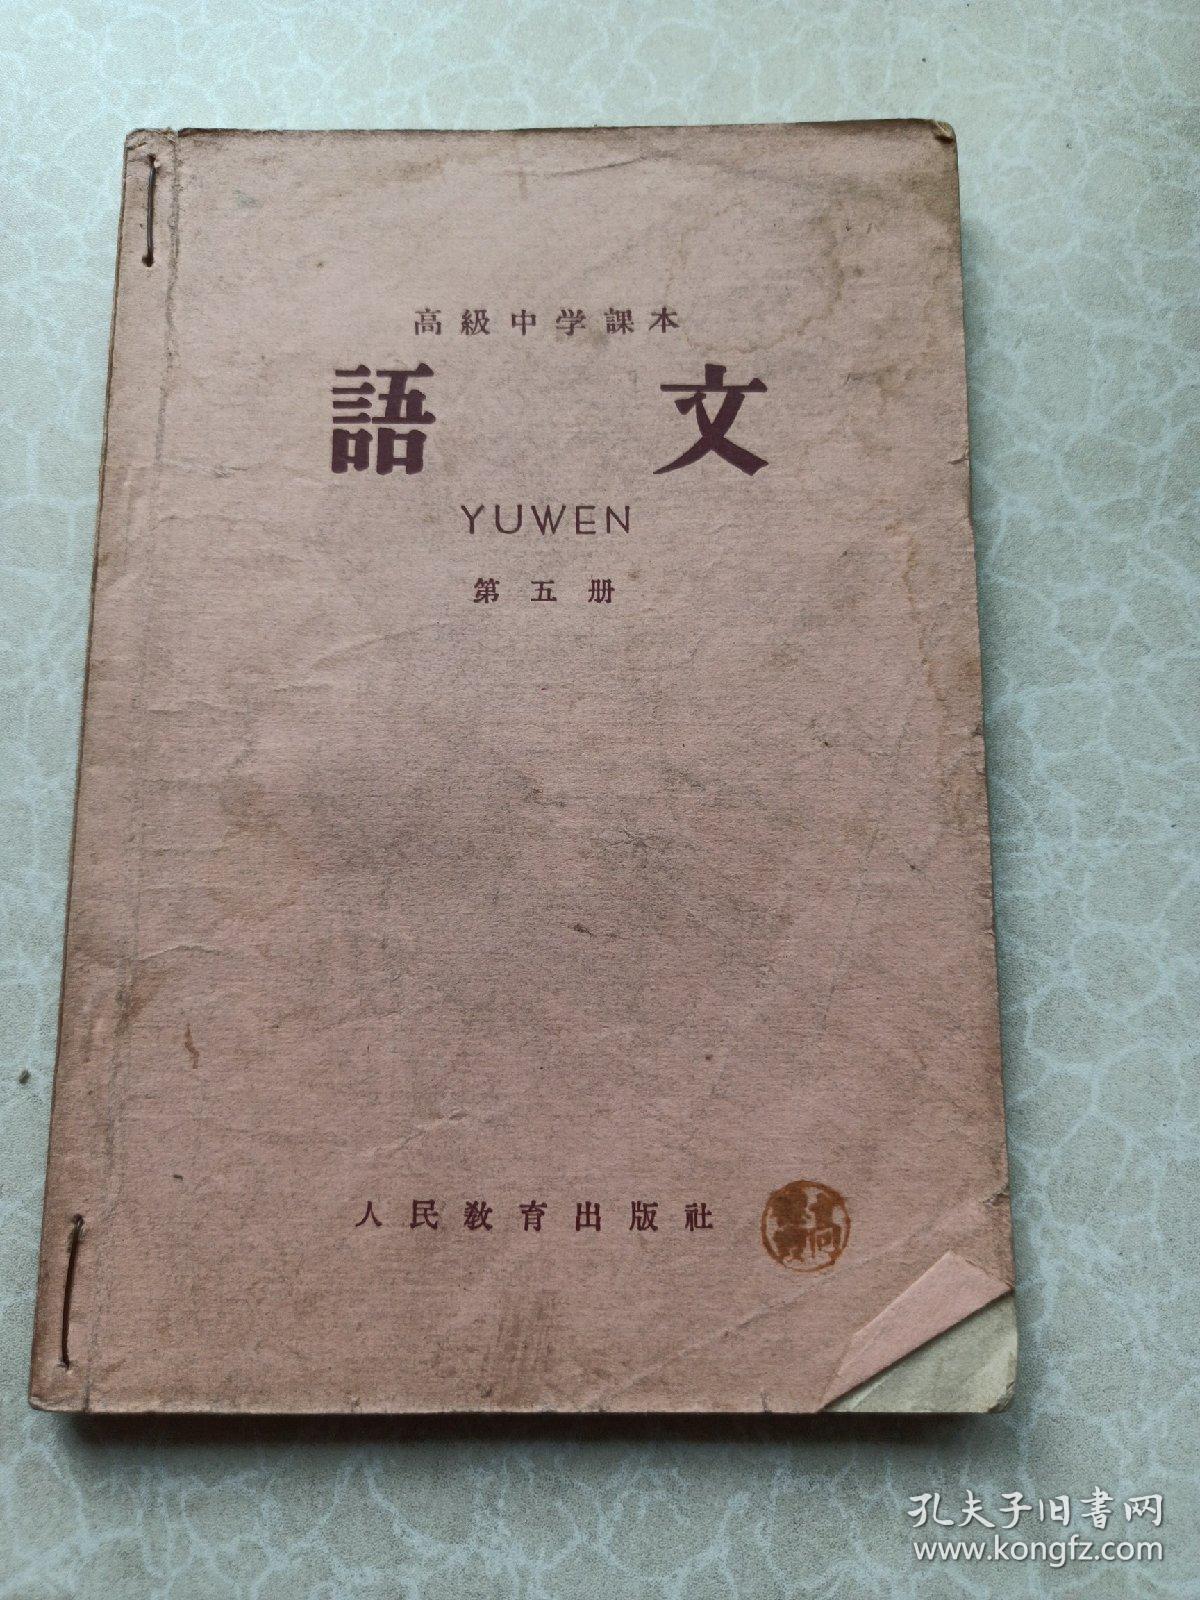 高級中学課本
語文
YUWEN
第五册
人民教育出版社
孔夫子旧書网
www.kongfz.com